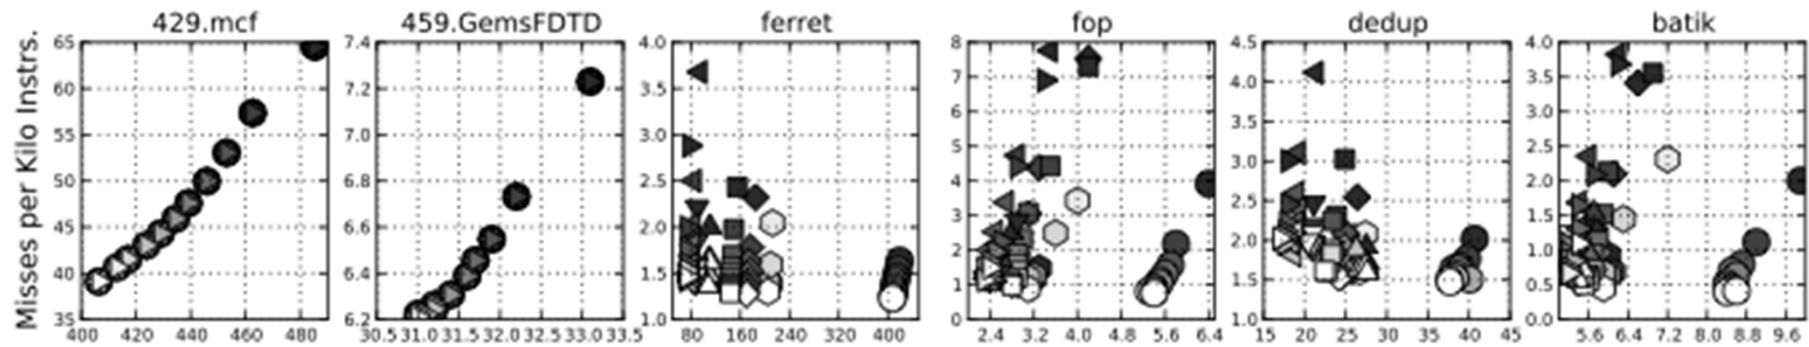 429.mcf 459.GemsFDTD ferret fop dedup batik
Misses per Kilo Instrs.
65 7.4 4.0 8 4.5 4.0
60 7.2 3.5 7 4.0 3.5
55 7.0 3.0 6 3.5 3.0
50 6.8 2.5 5 3.0 2.5
45 6.6 2.0 4 2.5 2.0
40 6.4 1.5 3 2.0 1.5
35 6.2 1.0 2 1.5 1.0
1 1.0 0.5
0 0.0
400 420 440 460 480 30.5 31.0 31.5 32.0 32.5 33.0 33.5 80 160 240 320 400 2.4 3.2 4.0 4.8 5.6 6.4 15 20 25 30 35 40 45 5.6 6.4 7.2 8.0 8.8 9.6